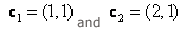 c₁ = (1,1) and c₂ = (2,1)